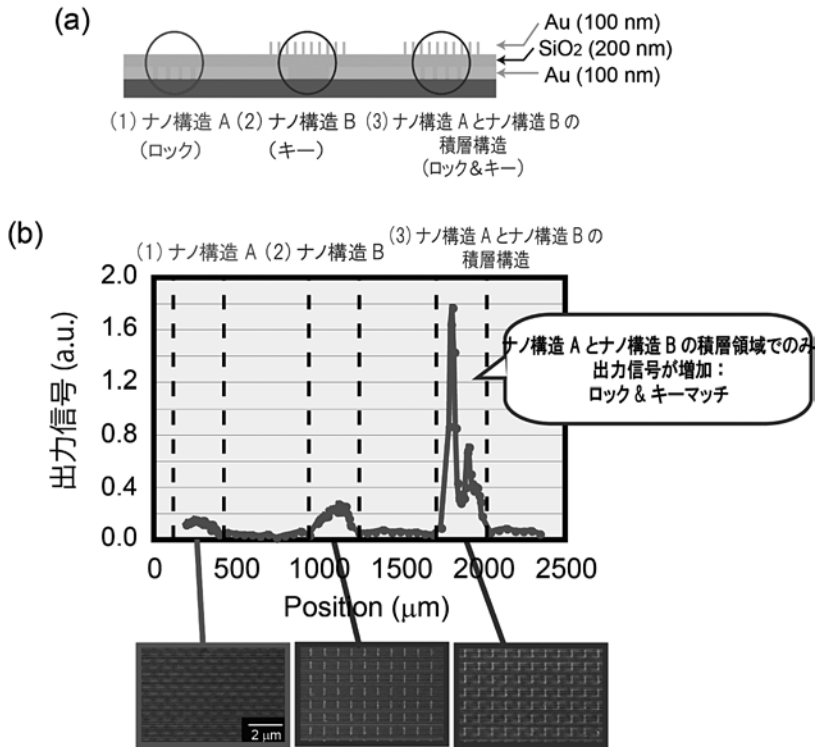 (a)
Au (100 nm)
SiO₂ (200 nm)
Au (100 nm)
(1) ナノ構造 A (2) ナノ構造 B (3) ナノ構造 A とナノ構造 B の
(ロック) (キー) 積層構造
(ロック&キー)
(b)
(1) ナノ構造 A (2) ナノ構造 B (3) ナノ構造 A とナノ構造 B の
積層構造
出力信号 (a.u.)
2.0
1.6
1.2
0.8
0.4
0.0
ナノ構造 A とナノ構造 B の積層領域でのみ
出力信号が増加:
ロック & キーマッチ
0 500 1000 1500 2000 2500
Position (μm)
2 μm